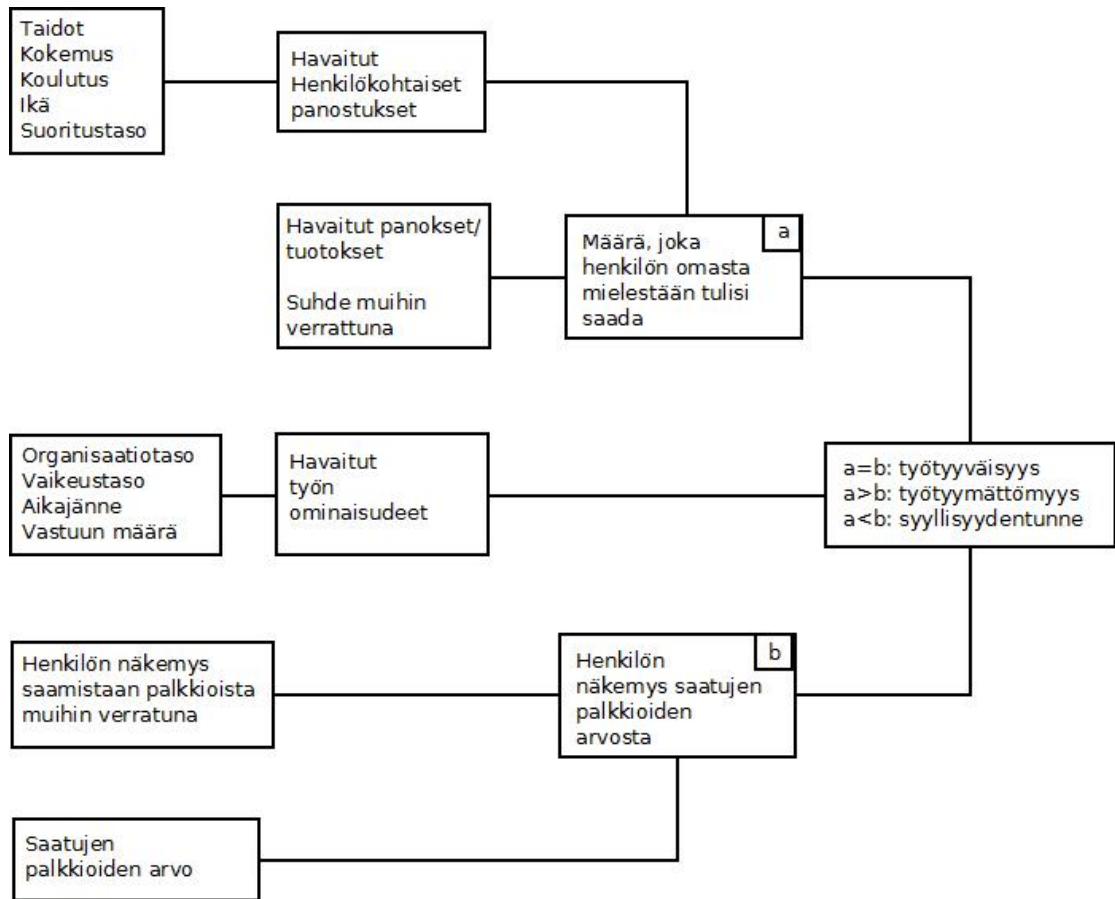 Taidot
Kokemus
Koulutus
Ikä
Suoritustaso
Havaitut
Henkilökohtaiset
panostukset
Havaitut panokset/
tuotokset
Suhde muihin
verrattuna
a
Määrä, joka
henkilön omasta
mielestään tulisi
saada
Organisaatiotaso
Vaikeustaso
Aikajänne
Vastuun määrä
Havaitut
työn
ominaisudeet
a=b: työtyyväisyys
a>b: työtyymättömyys
a<b: syyllisyydentunne
Henkilön näkemys
saamistaan palkkioista
muihin verratuna
b
Henkilön
näkemys saatujen
palkkioiden
arvosta
Saatujen
palkkioiden arvo